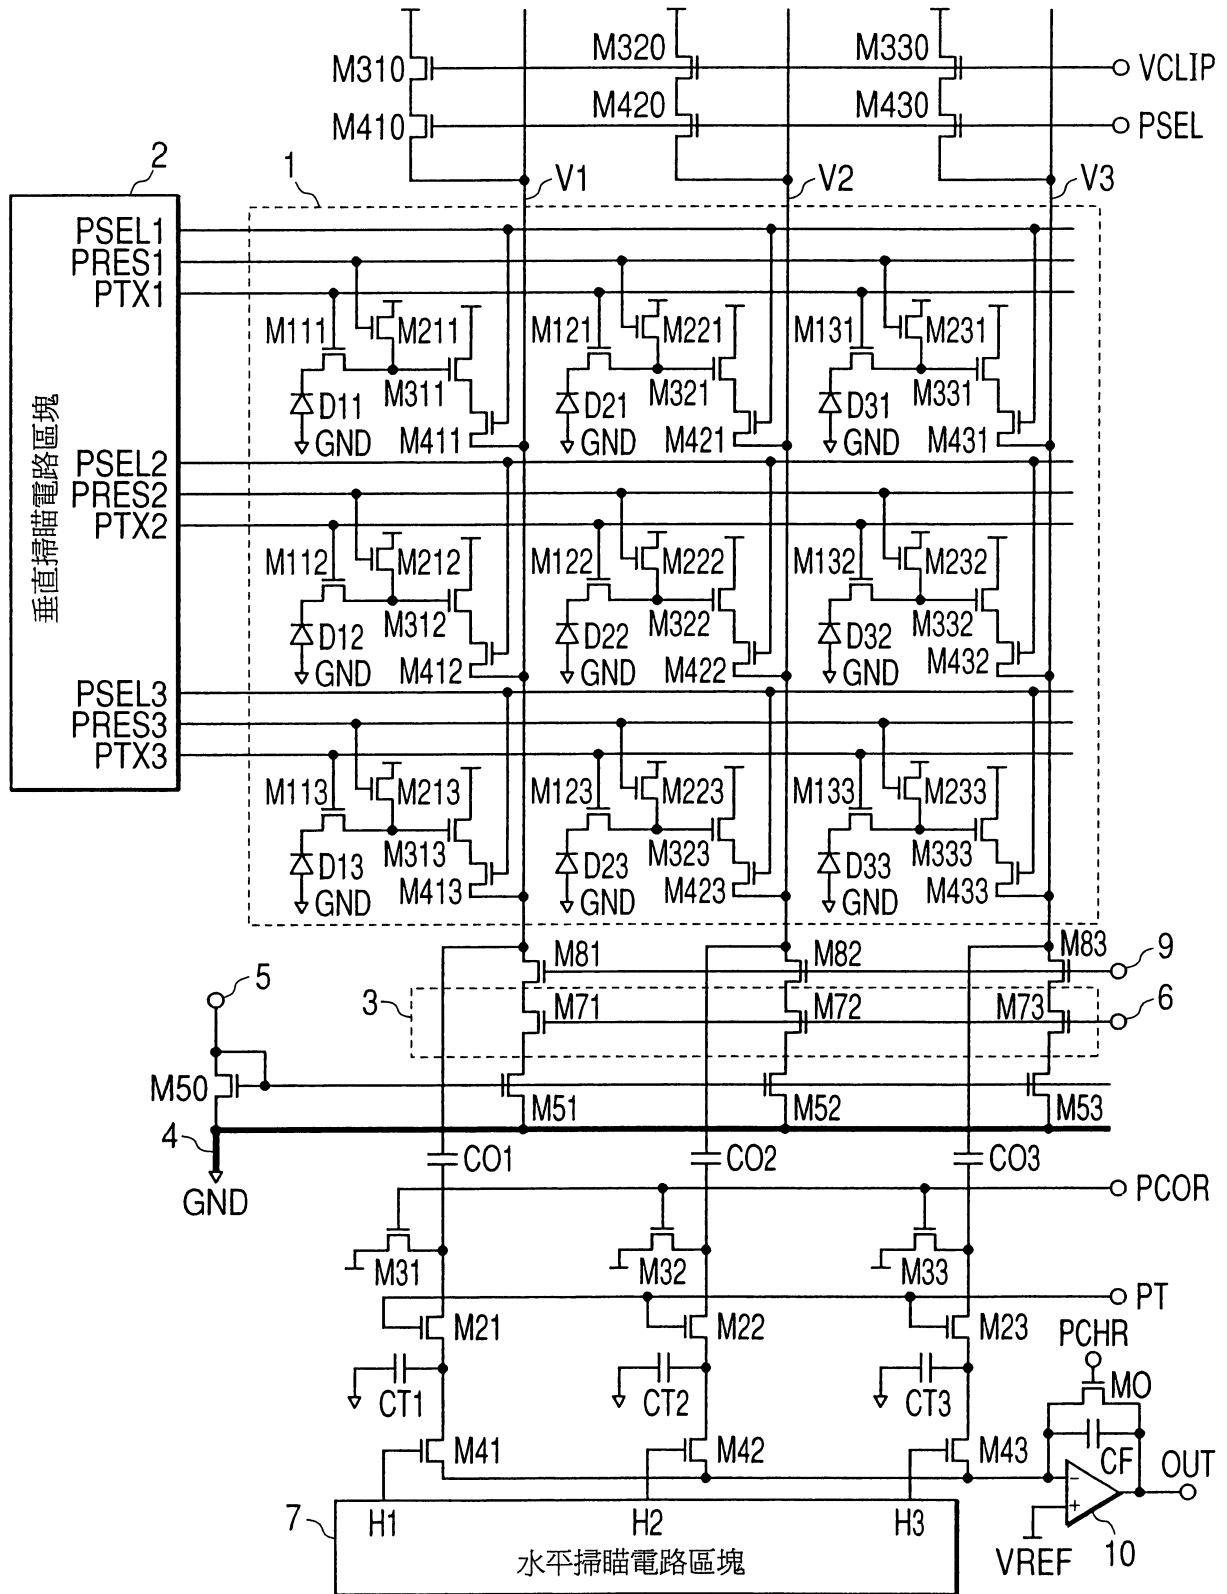 M310
M320
M330
VCLIP
M410
M420
M430
PSEL
2
1
V1
V2
V3
PSEL1
PRES1
PTX1
M111
M211
M121
M221
M131
M231
D11
M311
D21
M321
D31
M331
GND
M411
GND
M421
GND
M431
垂直掃瞄電路區塊
PSEL2
PRES2
PTX2
M112
M212
M122
M222
M132
M232
D12
M312
D22
M322
D32
M332
GND
M412
GND
M422
GND
M432
PSEL3
PRES3
PTX3
M113
M213
M123
M223
M133
M233
D13
M313
D23
M323
D33
M333
GND
M413
GND
M423
GND
M433
M81
M82
M83
9
5
3
M71
M72
M73
6
M50
M51
M52
M53
4
GND
CO1
CO2
CO3
PCOR
M31
M32
M33
PT
M21
M22
M23
PCHR
MO
CT1
CT2
CT3
M41
M42
M43
CF
OUT
−
+
7
H1
H2
H3
VREF
10
水平掃瞄電路區塊